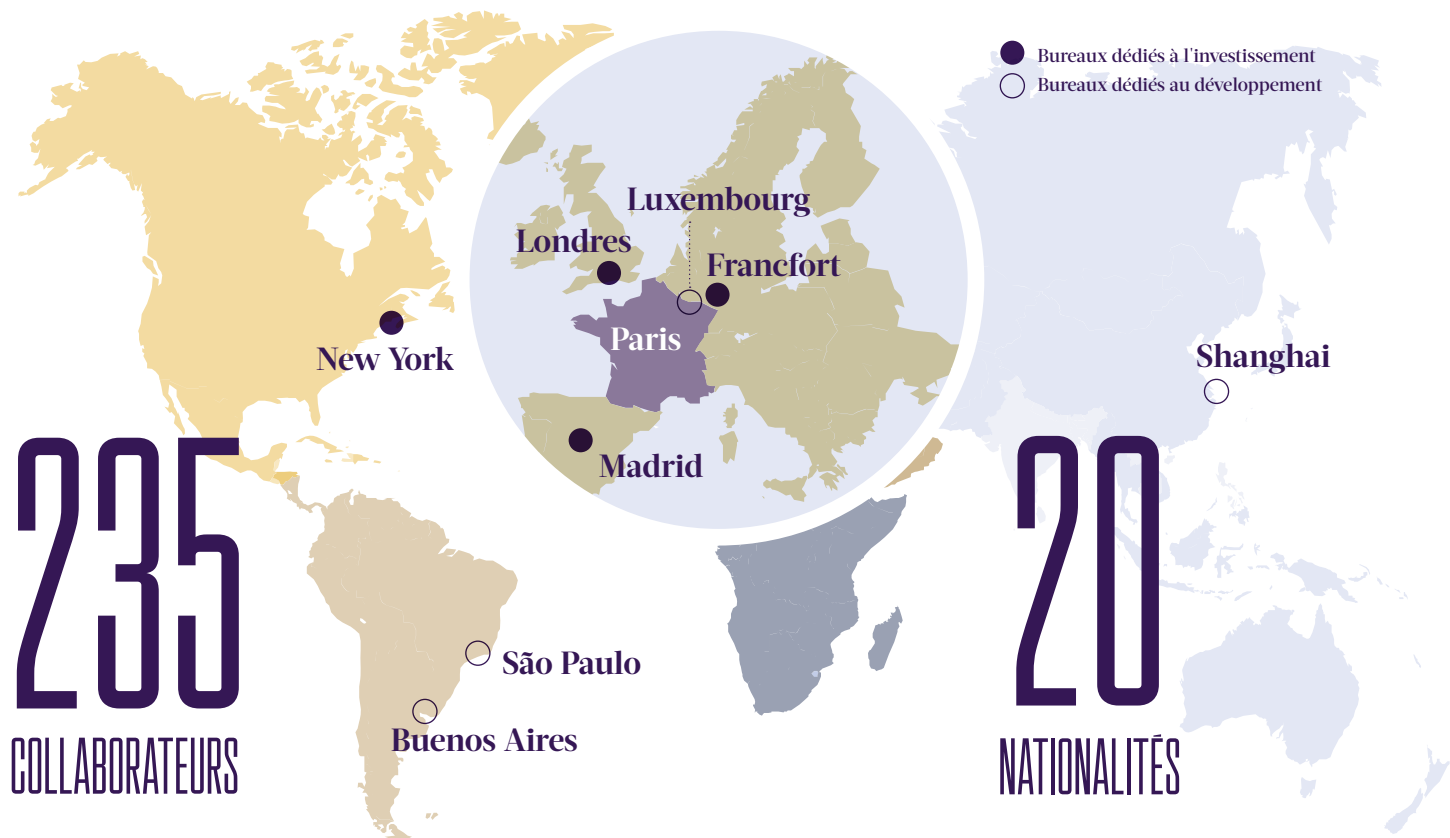 Bureaux dédiés à l'investissement
Bureaux dédiés au développement
Luxembourg
Londres
Francfort
Paris
New York
Shanghai
Madrid
235
COLLABORATEURS
20
NATIONALITÉS
São Paulo
Buenos Aires